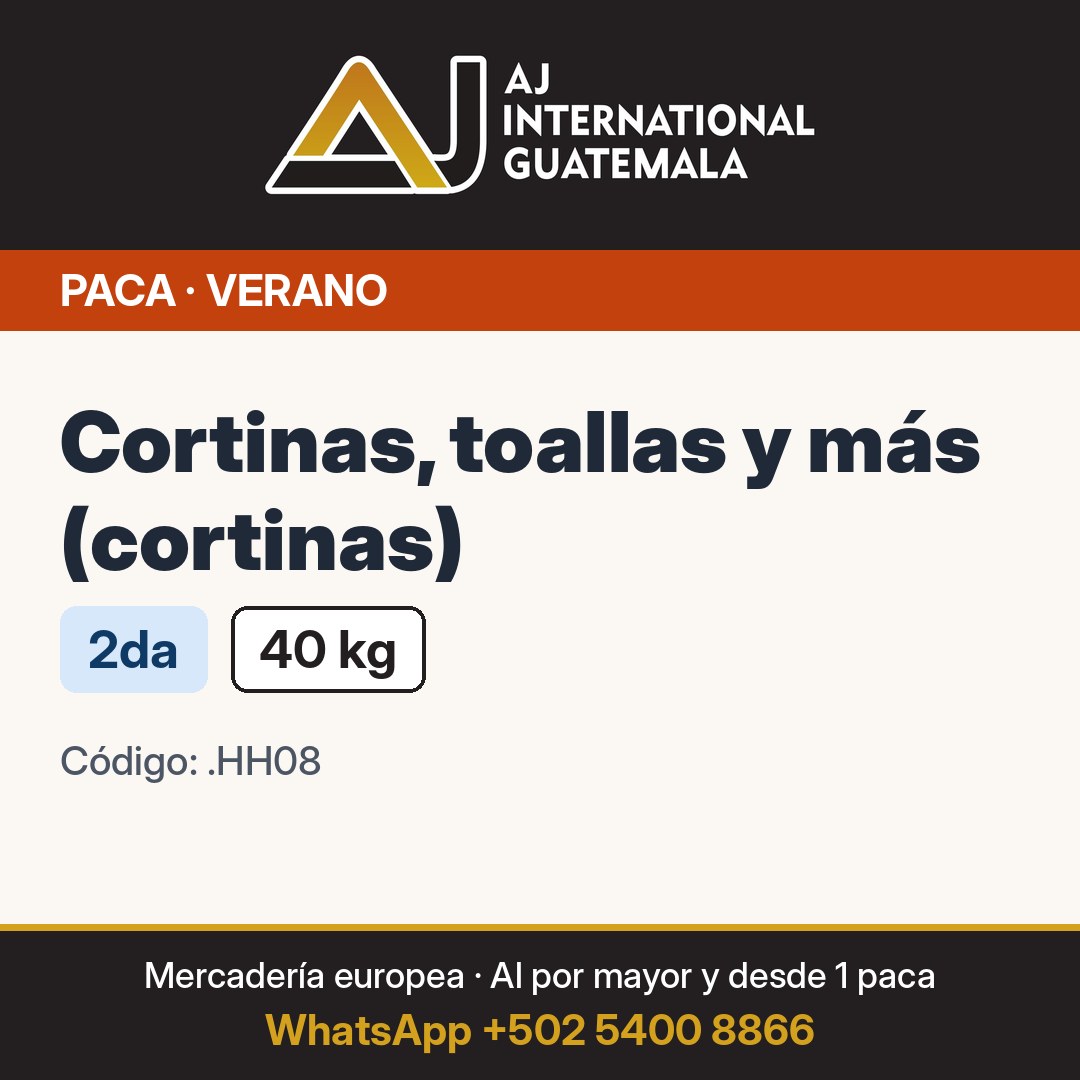 AJ
INTERNATIONAL
GUATEMALA
PACA · VERANO
Cortinas, toallas y más
(cortinas)
2da
40 kg
Código: .HH08
Mercadería europea · Al por mayor y desde 1 paca
WhatsApp +502 5400 8866